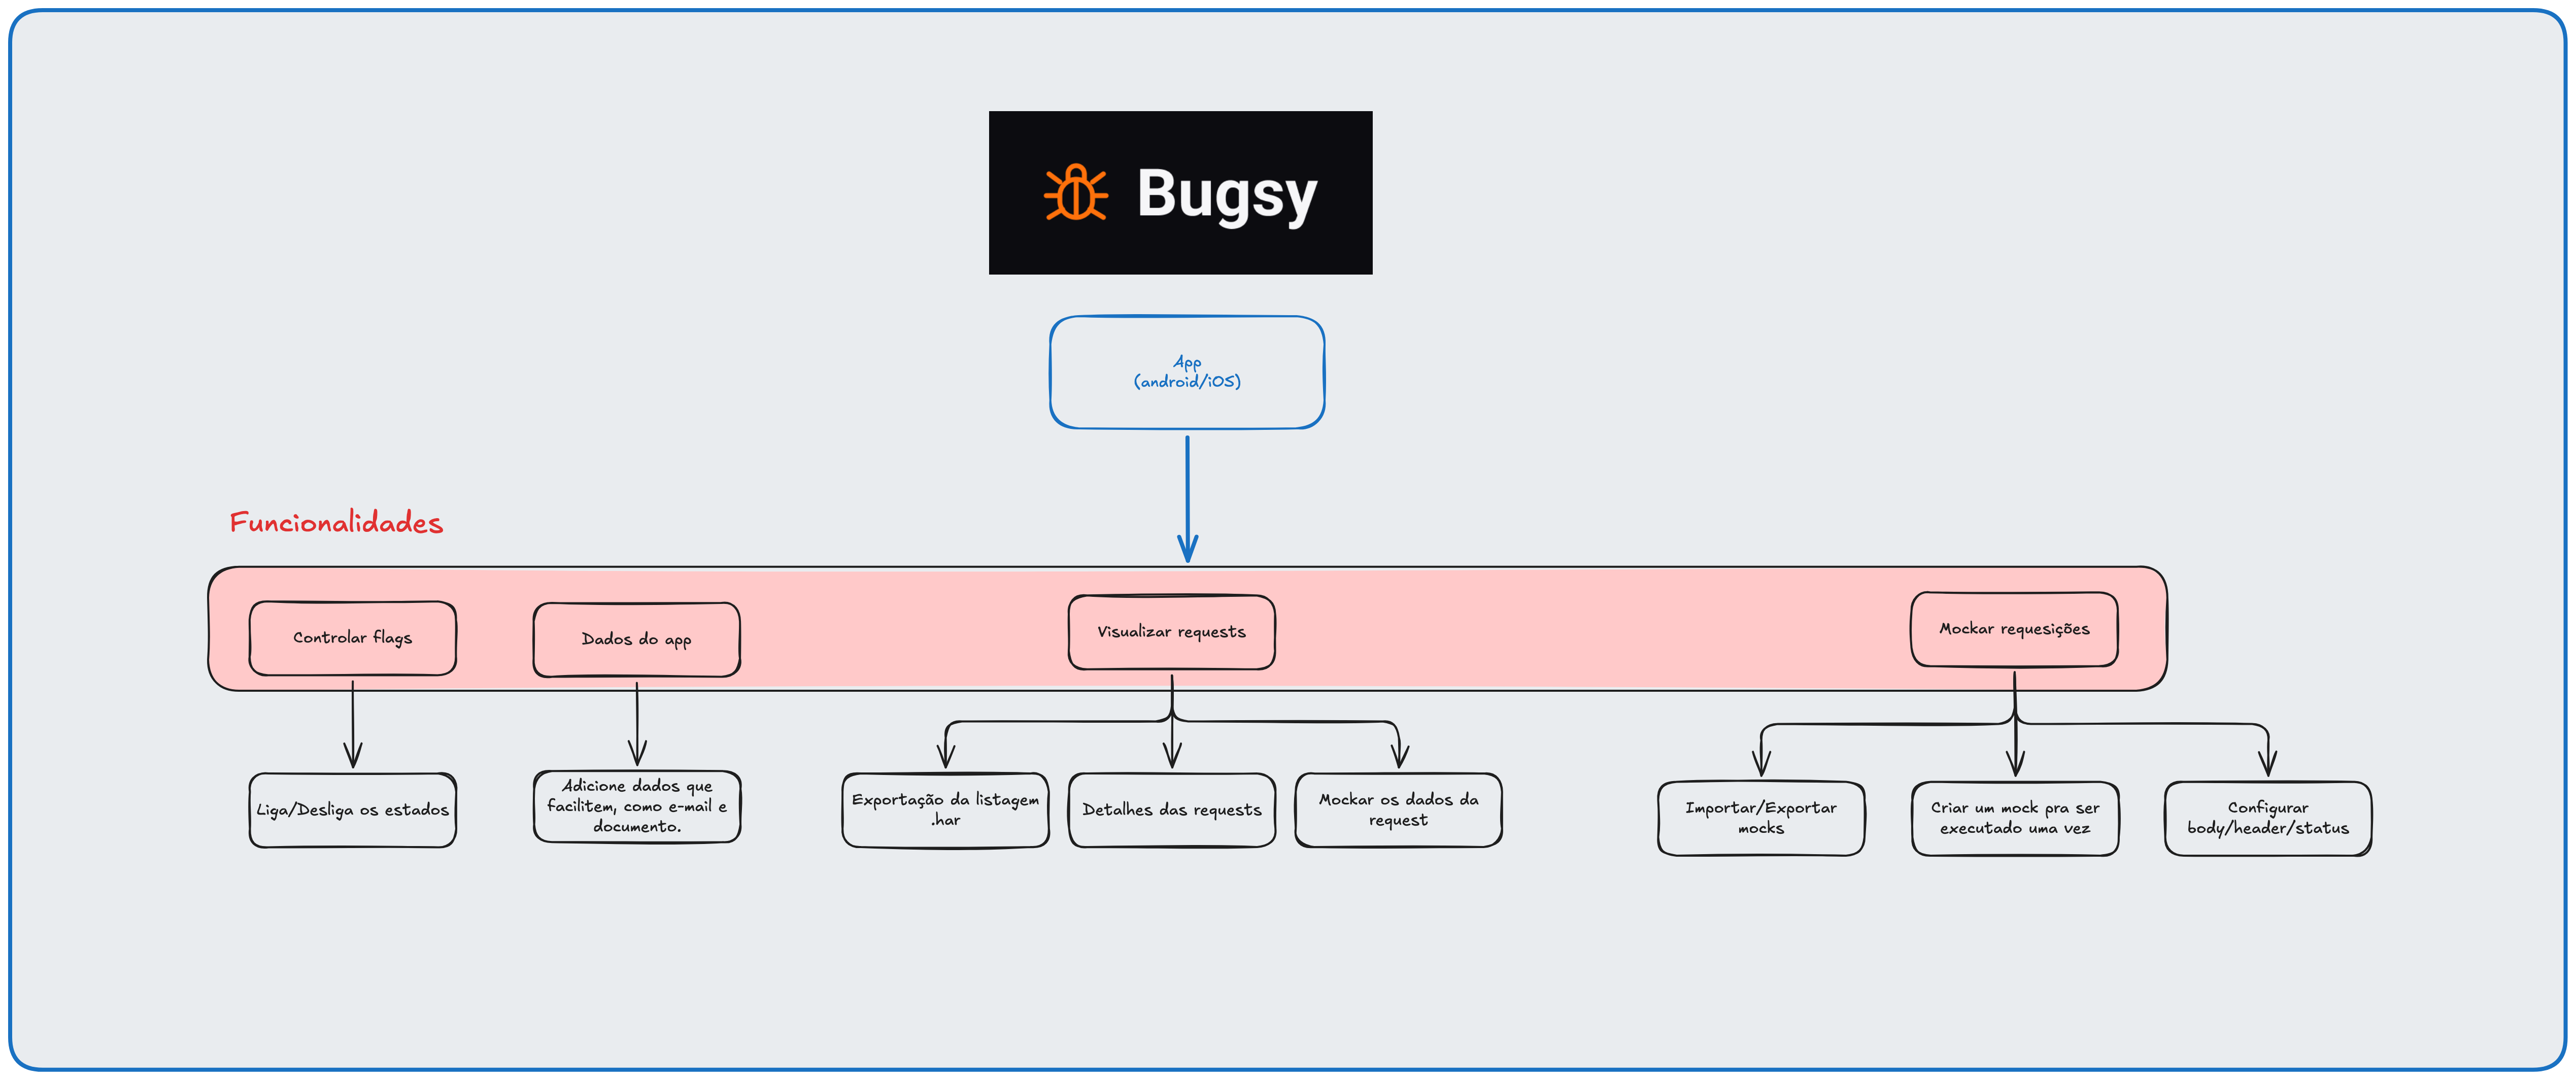 Bugsy
App
(android/iOS)
Funcionalidades
Controlar flags
Dados do app
Visualizar requests
Mockar requesições
Liga/Desliga os estados
Adicione dados que
facilitem, como e-mail e
documento.
Exportação da listagem
.har
Detalhes das requests
Mockar os dados da
request
Importar/Exportar
mocks
Criar um mock pra ser
executado uma vez
Configurar
body/header/status